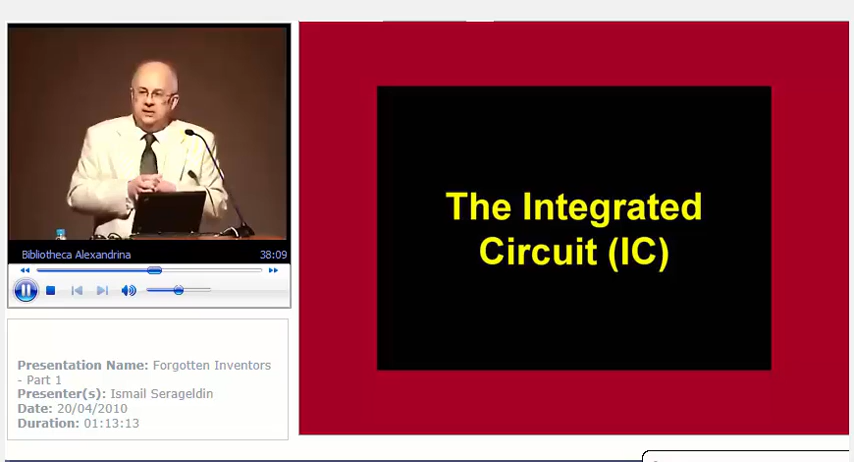 The Integrated
Circuit (IC)
Bibliotheca Alexandrina 38:09
Presentation Name: Forgotten Inventors
- Part 1
Presenter(s): Ismail Serageldin
Date: 20/04/2010
Duration: 01:13:13